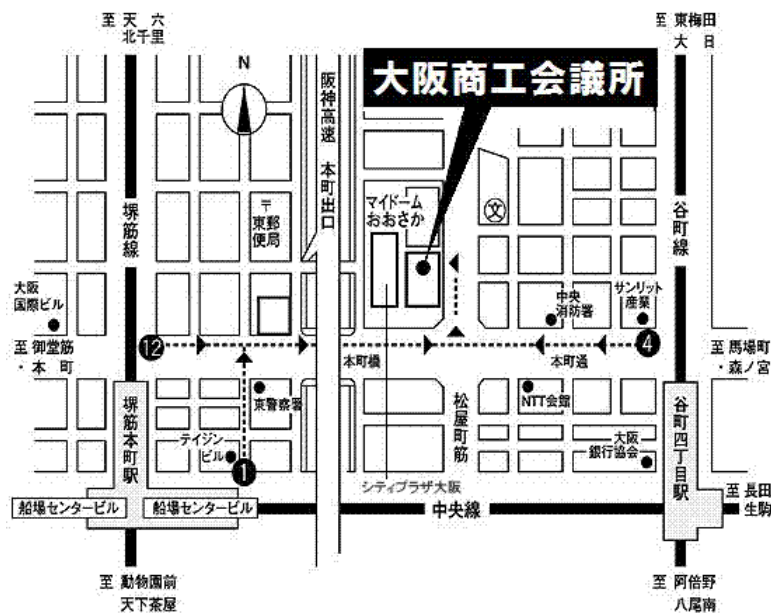 至 天 六
北千里
至 東梅田
大 日
N
大阪商工会議所
阪神高速 本町出口
堺筋線
谷町線
〒
東郵
便局
マイドーム
おおさか
文
大阪
国際ビル
中央
消防署
サンリット
産業
至 御堂筋
・本 町
12
4
本町橋
本町通
至 馬場町
・森ノ宮
東警察署
NTT会館
松屋町筋
堺筋本町駅
谷町四丁目駅
テイジン
ビル
1
大阪
銀行協会
シティプラザ大阪
船場センタービル
船場センタービル
中央線
至 長田
生駒
至 動物園前
天下茶屋
至 阿倍野
八尾南